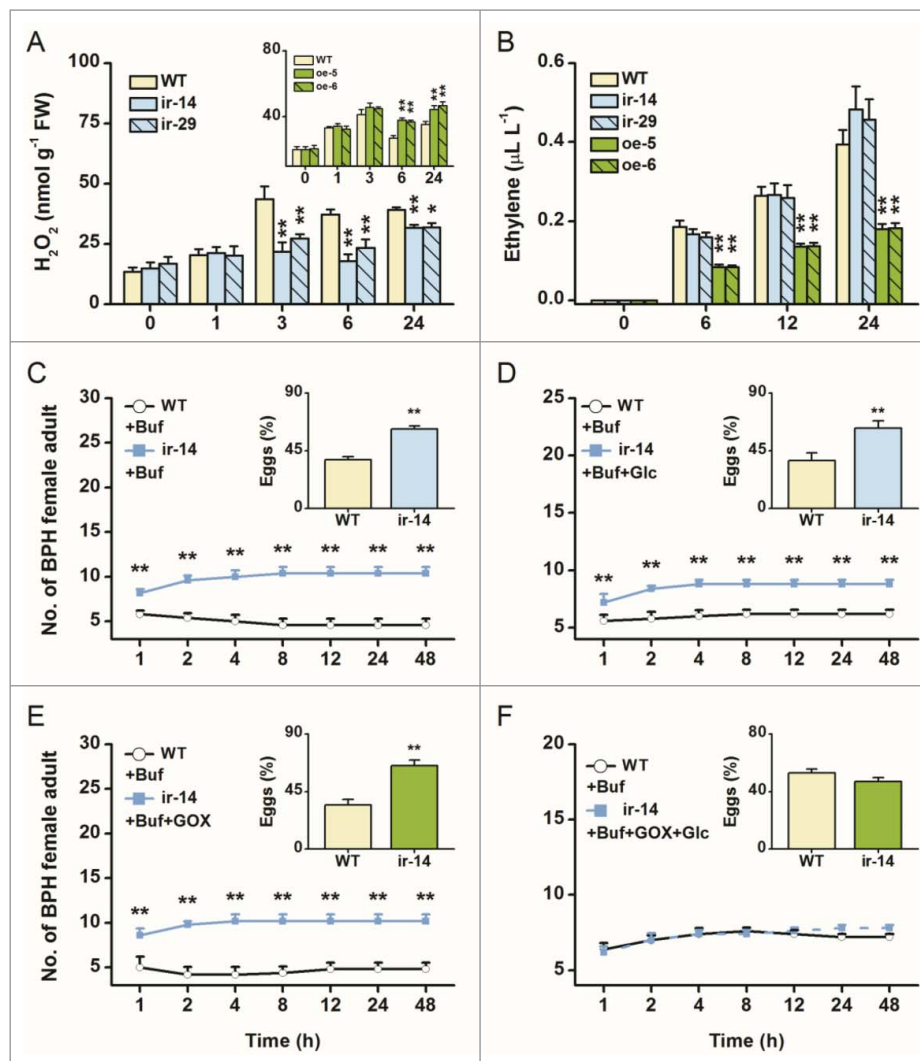 A
100
75
50
25
0
H₂O₂ (nmol g⁻¹ FW)
WT
ir-14
ir-29
80
40
WT
oe-5
oe-6
** **
** **
0 1 3 6 24
** **
** **
** *
0 1 3 6 24
B
0.6
0.4
0.2
0.0
Ethylene (µL L⁻¹)
WT
ir-14
ir-29
oe-5
oe-6
** **
** **
** **
0 6 12 24
C
30
25
20
15
10
5
No. of BPH female adult
WT
+Buf
ir-14
+Buf
90
45
0
Eggs (%)
**
WT ir-14
** ** ** ** ** ** **
1 2 4 8 12 24 48
D
25
20
15
10
5
WT
+Buf
ir-14
+Buf+Glc
90
45
0
Eggs (%)
**
WT ir-14
** ** ** ** ** ** **
1 2 4 8 12 24 48
E
30
25
20
15
10
5
No. of BPH female adult
WT
+Buf
ir-14
+Buf+GOX
90
45
0
Eggs (%)
**
WT ir-14
** ** ** ** ** ** **
1 2 4 8 12 24 48
Time (h)
F
20
15
10
5
WT
+Buf
ir-14
+Buf+GOX+Glc
80
40
0
Eggs (%)
WT ir-14
1 2 4 8 12 24 48
Time (h)